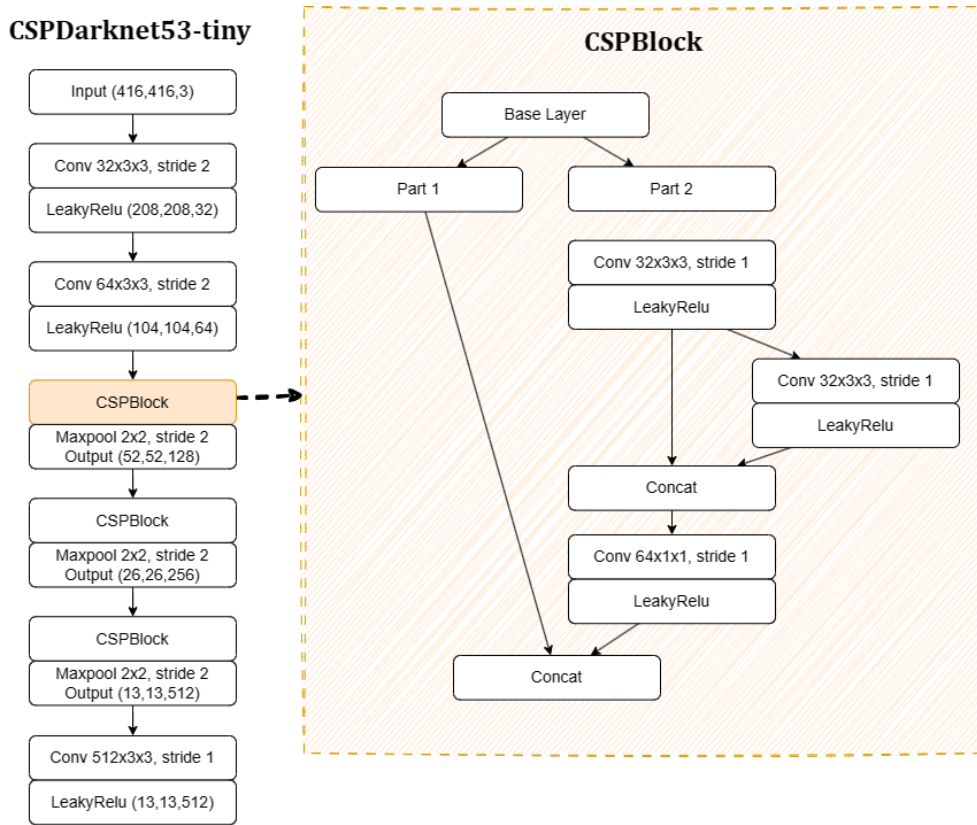 CSPDarknet53-tiny
Input (416,416,3)
Conv 32x3x3, stride 2
LeakyRelu (208,208,32)
Conv 64x3x3, stride 2
LeakyRelu (104,104,64)
CSPBlock
Maxpool 2x2, stride 2
Output (52,52,128)
CSPBlock
Maxpool 2x2, stride 2
Output (26,26,256)
CSPBlock
Maxpool 2x2, stride 2
Output (13,13,512)
Conv 512x3x3, stride 1
LeakyRelu (13,13,512)
CSPBlock
Base Layer
Part 1
Part 2
Conv 32x3x3, stride 1
LeakyRelu
Conv 32x3x3, stride 1
LeakyRelu
Concat
Conv 64x1x1, stride 1
LeakyRelu
Concat